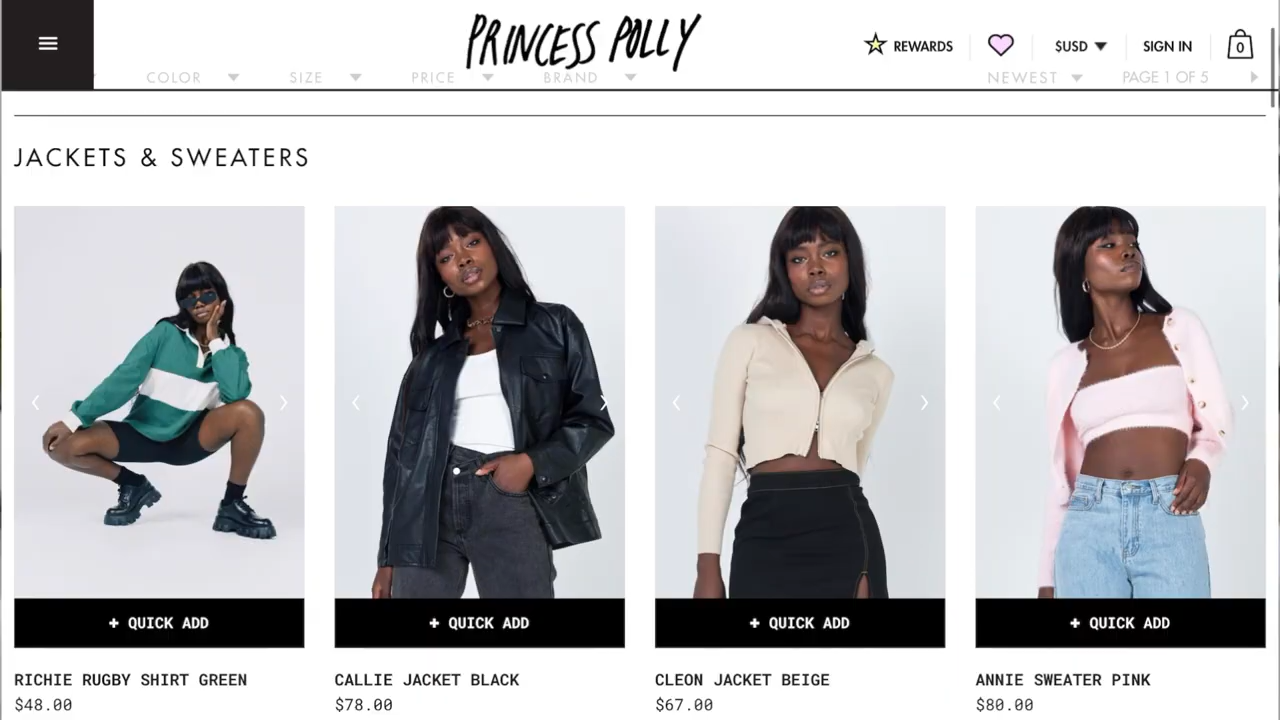 PRINCESS POLLY
REWARDS
$USD
SIGN IN
0
COLOR
SIZE
PRICE
BRAND
NEWEST
PAGE 1 OF 5
JACKETS & SWEATERS
+ QUICK ADD
+ QUICK ADD
+ QUICK ADD
+ QUICK ADD
RICHIE RUGBY SHIRT GREEN
$48.00
CALLIE JACKET BLACK
$78.00
CLEON JACKET BEIGE
$67.00
ANNIE SWEATER PINK
$80.00